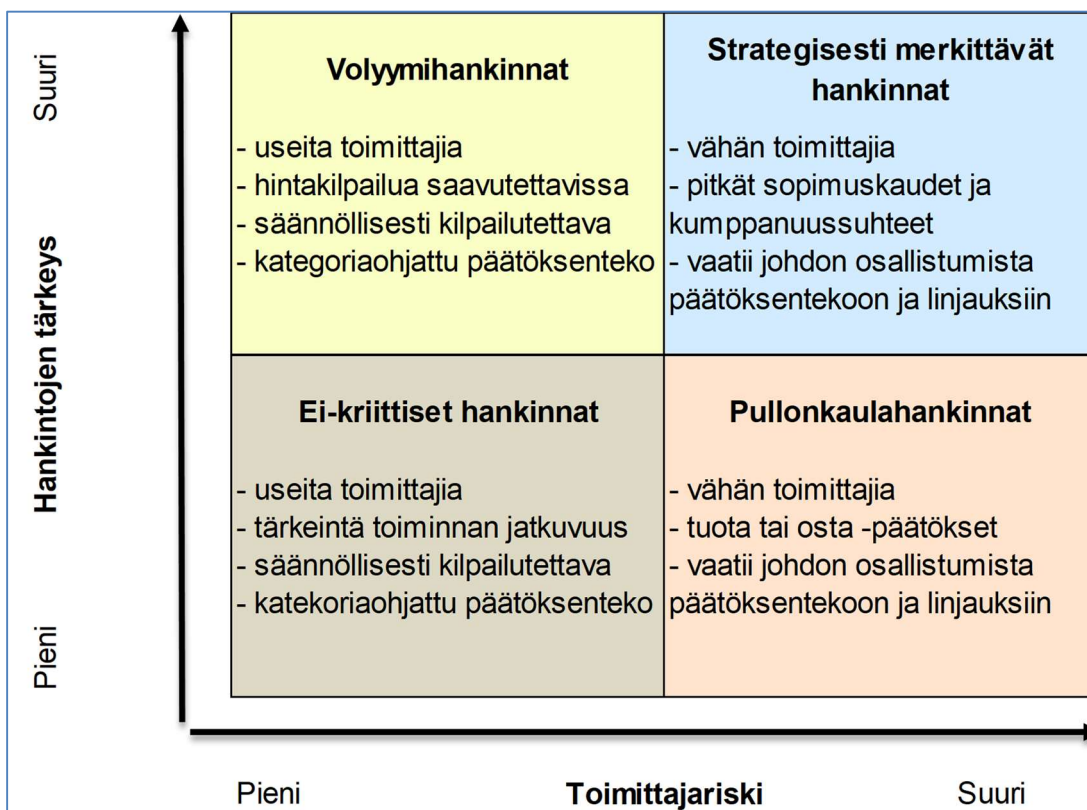 Suuri
Hankintojen tärkeys
Pieni
Volyymihankinnat
- useita toimittajia
- hintakilpailua saavutettavissa
- säännöllisesti kilpailutettava
- kategoriaohjattu päätöksenteko
Strategisesti merkittävät
hankinnat
- vähän toimittajia
- pitkät sopimuskaudet ja
kumppanuussuhteet
- vaatii johdon osallistumista
päätöksentekoon ja linjauksiin
Ei-kriittiset hankinnat
- useita toimittajia
- tärkeintä toiminnan jatkuvuus
- säännöllisesti kilpailutettava
- katekoriaohjattu päätöksenteko
Pullonkaulahankinnat
- vähän toimittajia
- tuota tai osta -päätökset
- vaatii johdon osallistumista
päätöksentekoon ja linjauksiin
Pieni
Toimittajariski
Suuri